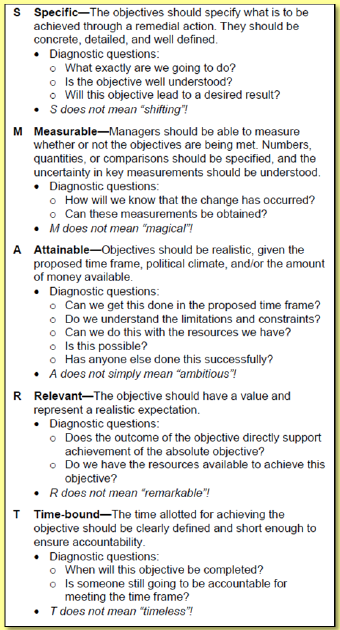 S Specific—The objectives should specify what is to be
achieved through a remedial action. They should be
concrete, detailed, and well defined.
• Diagnostic questions:
o What exactly are we going to do?
o Is the objective well understood?
o Will this objective lead to a desired result?
• S does not mean “shifting”!
M Measurable—Managers should be able to measure
whether or not the objectives are being met. Numbers,
quantities, or comparisons should be specified, and the
uncertainty in key measurements should be understood.
• Diagnostic questions:
o How will we know that the change has occurred?
o Can these measurements be obtained?
• M does not mean “magical”!
A Attainable—Objectives should be realistic, given the
proposed time frame, political climate, and/or the amount
of money available.
• Diagnostic questions:
o Can we get this done in the proposed time frame?
o Do we understand the limitations and constraints?
o Can we do this with the resources we have?
o Is this possible?
o Has anyone else done this successfully?
• A does not simply mean “ambitious”!
R Relevant—The objective should have a value and
represent a realistic expectation.
• Diagnostic questions:
o Does the outcome of the objective directly support
achievement of the absolute objective?
o Do we have the resources available to achieve this
objective?
• R does not mean “remarkable”!
T Time-bound—The time allotted for achieving the
objective should be clearly defined and short enough to
ensure accountability.
• Diagnostic questions:
o When will this objective be completed?
o Is someone still going to be accountable for
meeting the time frame?
• T does not mean “timeless”!